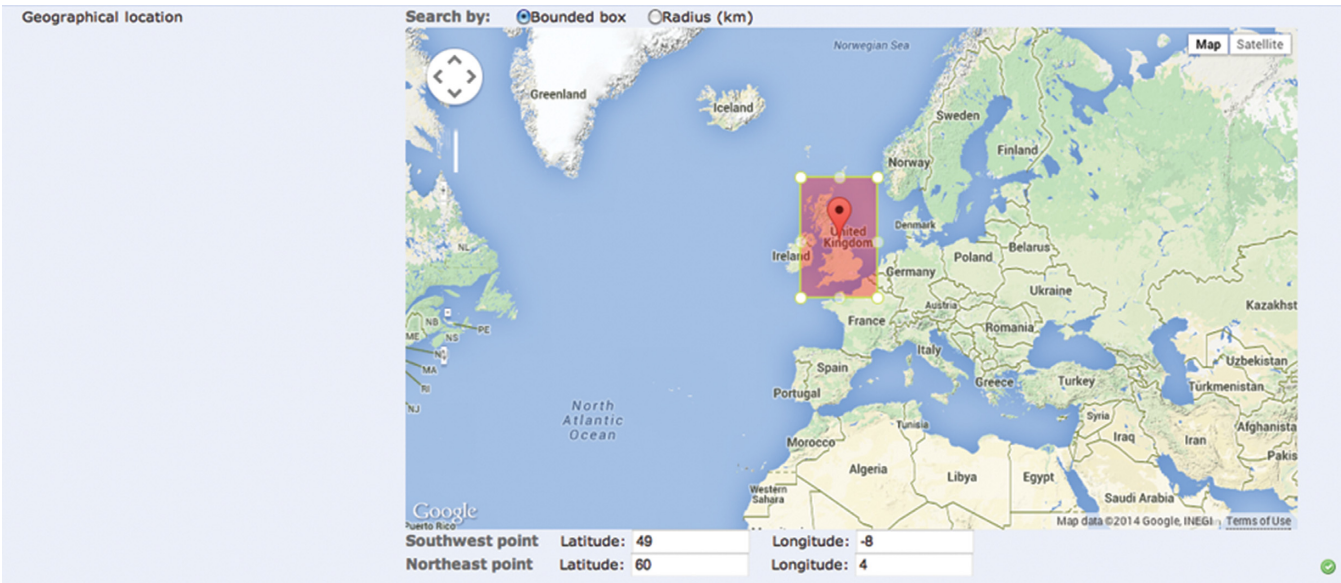 Geographical location
Search by: Bounded box Radius (km)
Norwegian Sea
Map Satellite
Greenland
Iceland
Sweden
Finland
Norway
Denmark
United
Kingdom
Ireland
NL
Belarus
Poland
Germany
Ukraine
Austria
Kazakhst
France
Romania
NB
PE
ME
NS
Italy
Uzbekistan
MA
Spain
Greece
Turkey
Turkmenistan
RI
Portugal
NJ
North
Atlantic
Ocean
Syria
Tunisia
Afghanista
Morocco
Iraq
Iran
Pakis
Algeria
Libya
Egypt
Western
Sahara
Saudi Arabia
Google
Puerto Rico
Map data ©2014 Google, INEGI Terms of Use
Southwest point Latitude: 49 Longitude: -8
Northeast point Latitude: 60 Longitude: 4